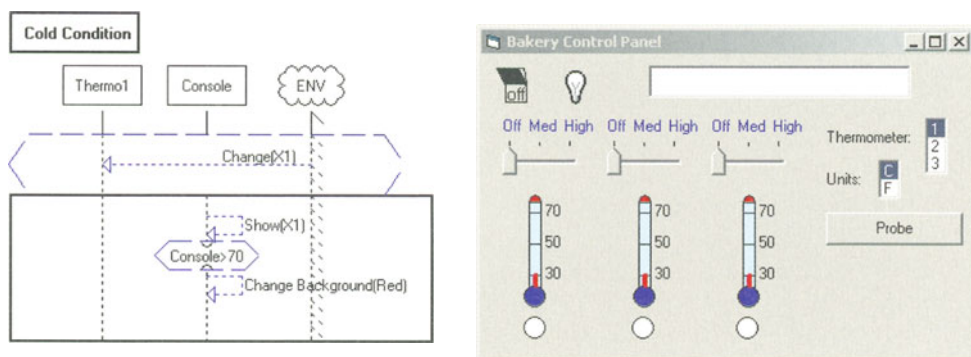 Cold Condition
Thermo1 Console ENV
Change(X1)
Show(X1)
Console>70
Change Background(Red)
Bakery Control Panel
off
Off Med High Off Med High Off Med High
Thermometer: 1
2
3
Units: C
F
Probe
70 70 70
50 50 50
30 30 30